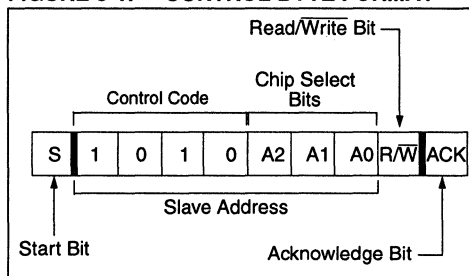 Read/Write Bit
Chip Select
Bits
Control Code
S 1 0 1 0 A2 A1 A0 R/W ACK
Slave Address
Start Bit
Acknowledge Bit